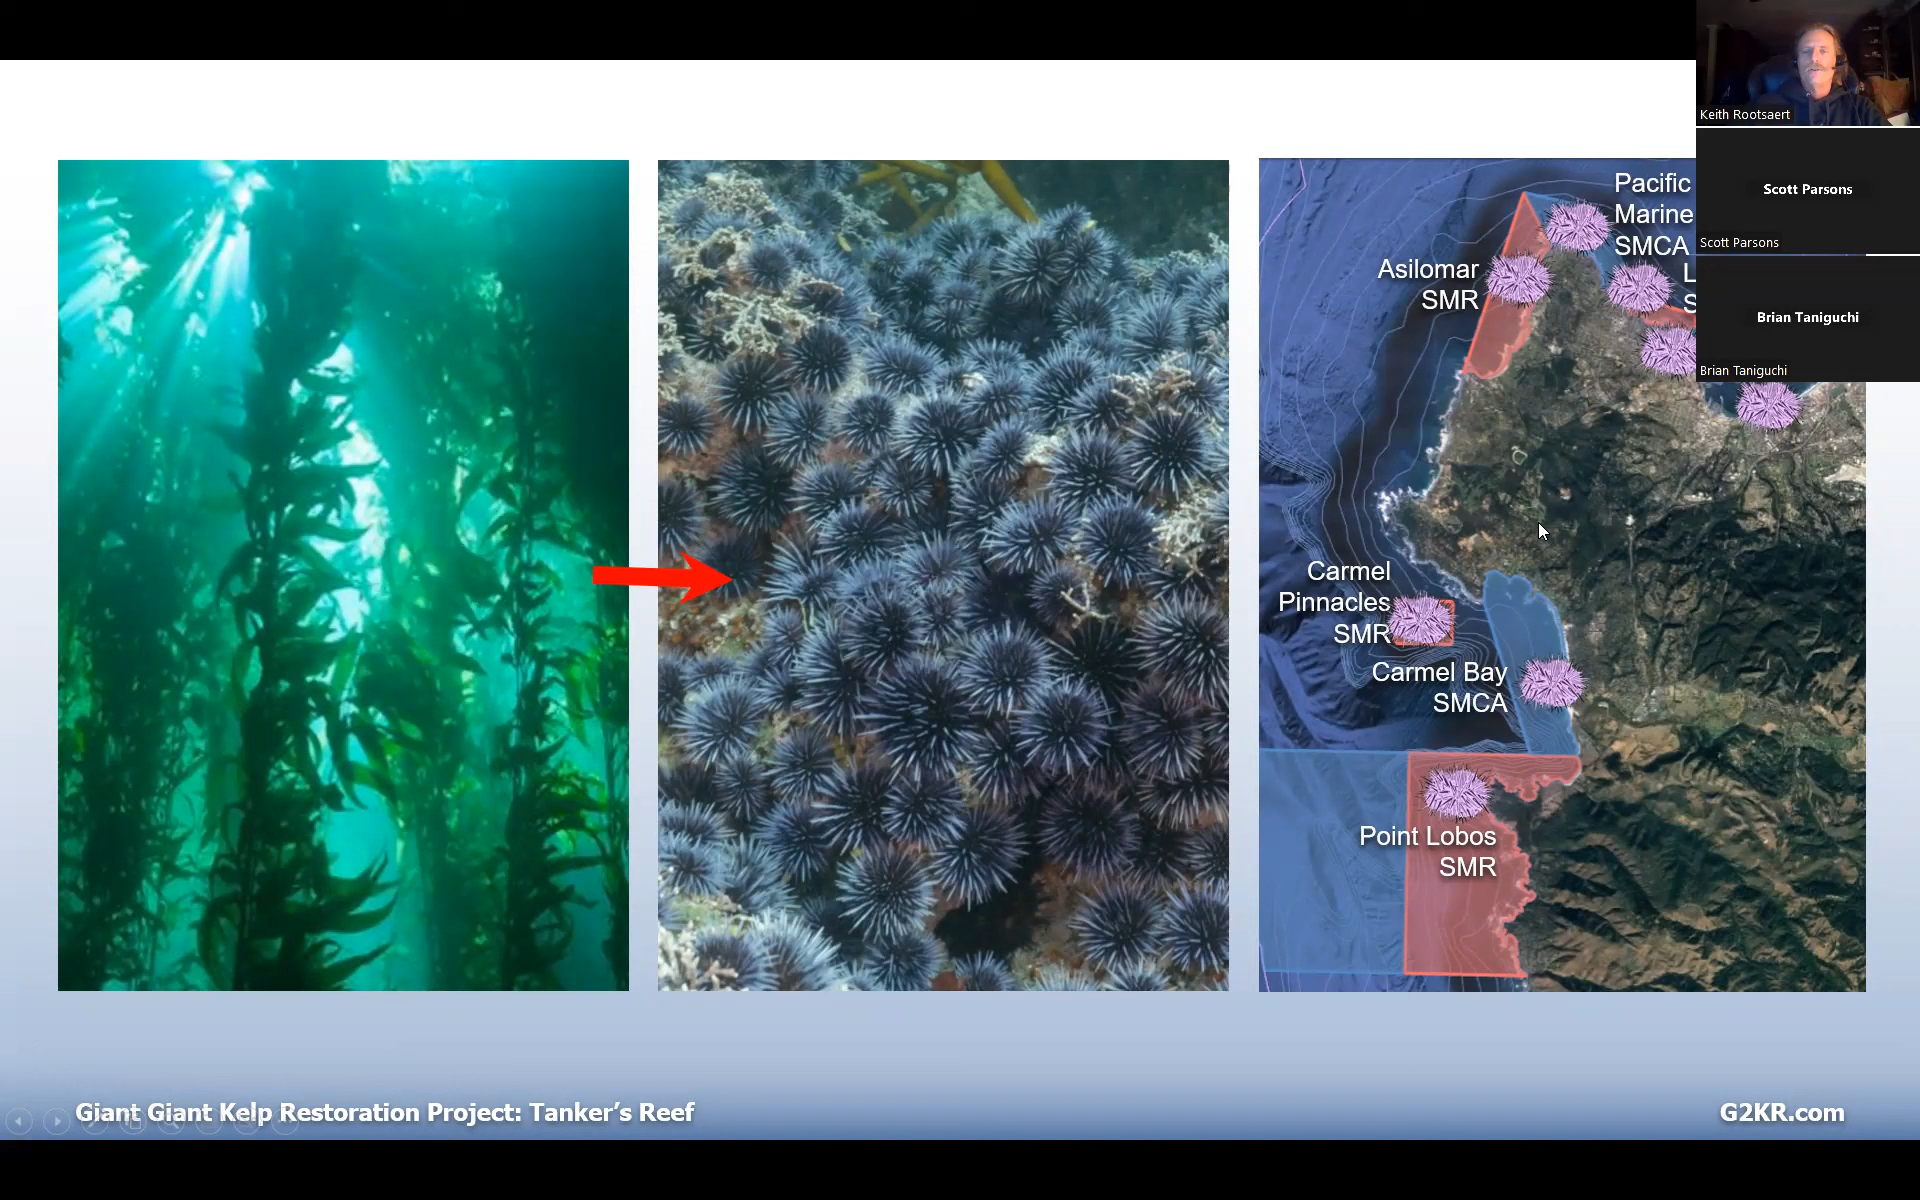 Pacific
Marine
SMCA
L
S
Asilomar
SMR
Carmel
Pinnacles
SMR
Carmel Bay
SMCA
Point Lobos
SMR
Keith Rootsaert
Scott Parsons
Scott Parsons
Brian Taniguchi
Brian Taniguchi
Giant Giant Kelp Restoration Project: Tanker’s Reef
G2KR.com